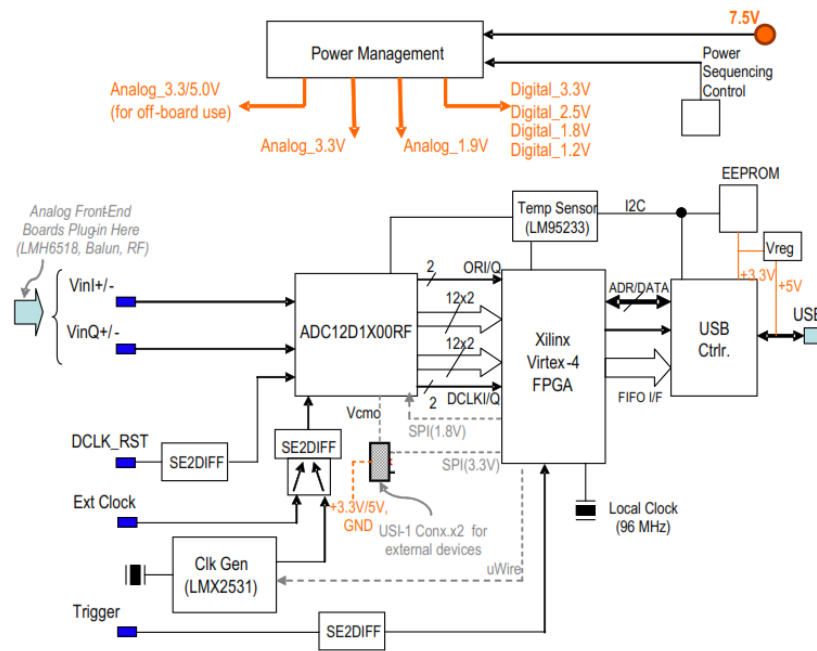 7.5V
Power Management
Power
Sequencing
Control
Analog_3.3/5.0V
(for off-board use)
Analog_3.3V
Analog_1.9V
Digital_3.3V
Digital_2.5V
Digital_1.8V
Digital_1.2V
EEPROM
Analog Front-End
Boards Plug-in Here
(LMH6518, Balun, RF)
Temp Sensor
(LM95233)
I2C
Vreg
+3.3V
+5V
VinI+/-
VinQ+/-
ADC12D1X00RF
2
ORI/Q
12x2
12x2
2
DCLKI/Q
Xilinx
Virtex-4
FPGA
ADR/DATA
FIFO I/F
USB
Ctrlr.
USB
Vcmo
SPI(1.8V)
SPI(3.3V)
DCLK_RST
SE2DIFF
SE2DIFF
Ext Clock
+3.3V/5V,
GND
USI-1 Conx.x2 for
external devices
Local Clock
(96 MHz)
Clk Gen
(LMX2531)
uWire
Trigger
SE2DIFF